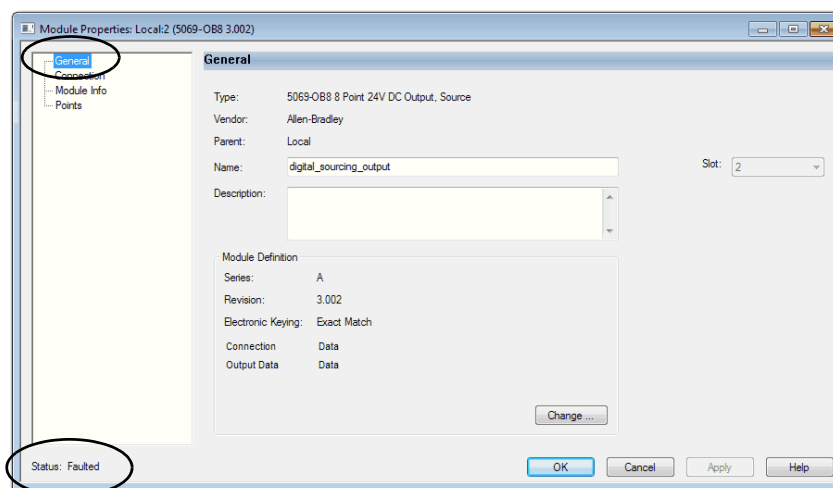 Module Properties: Local:2 (5069-OB8 3.002)
General
Connection
Module Info
Points
General
Type: 5069-OB8 8 Point 24V DC Output, Source
Vendor: Allen-Bradley
Parent: Local
Name: digital_sourcing_output
Slot: 2
Description:
Module Definition
Series: A
Revision: 3.002
Electronic Keying: Exact Match
Connection Data
Output Data Data
Change ...
Status: Faulted
OK Cancel Apply Help